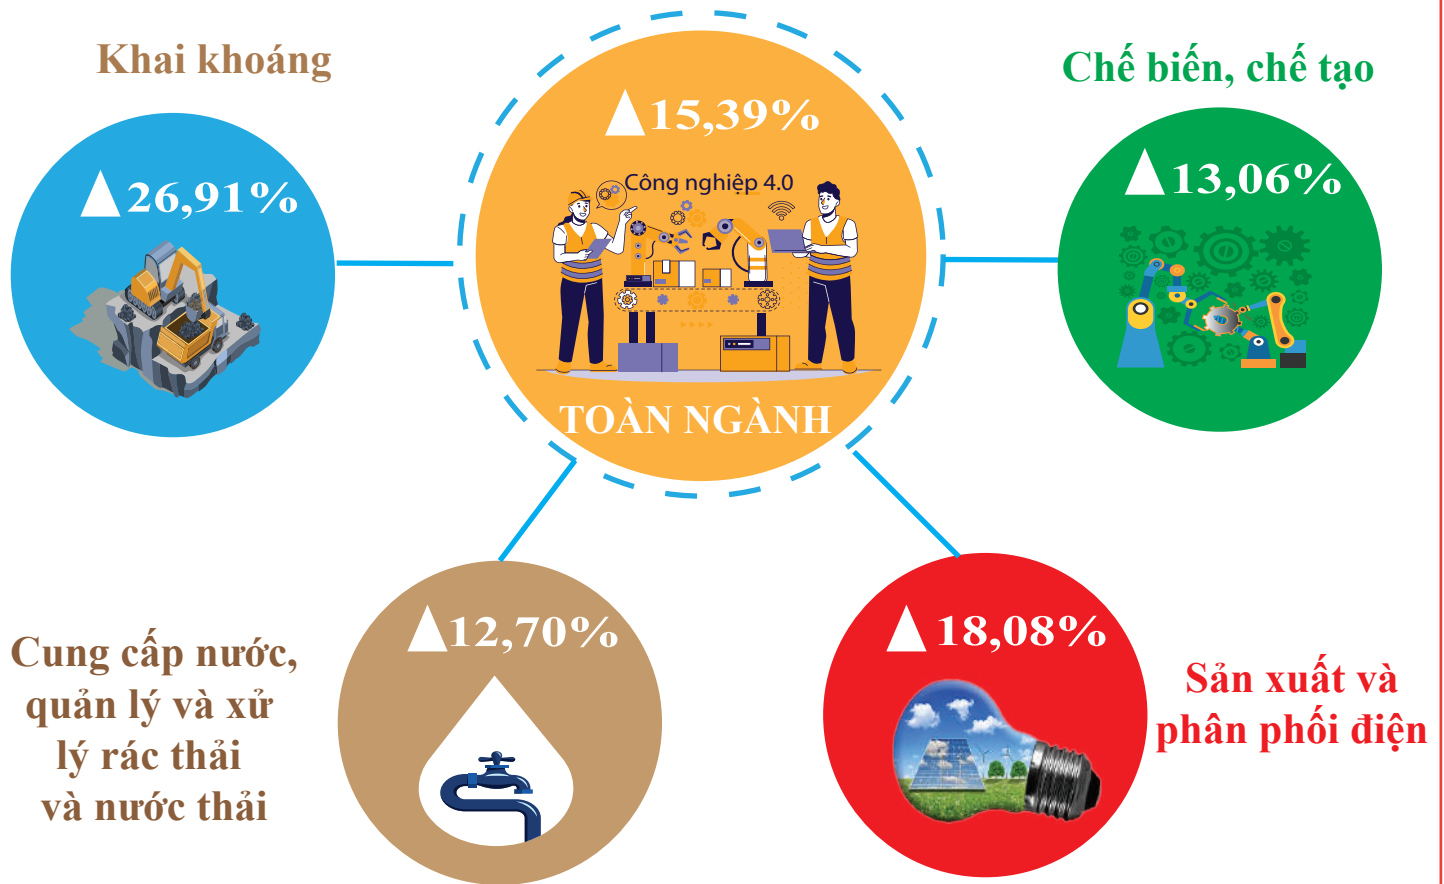 Khai khoáng
▲26,91%
▲15,39%
Công nghiệp 4.0
TOÀN NGÀNH
Chế biến, chế tạo
▲13,06%
Cung cấp nước,
quản lý và xử
lý rác thải
và nước thải
▲12,70%
▲18,08%
Sản xuất và
phân phối điện